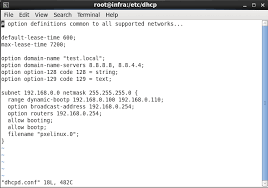 root@infra:/etc/dhcp
File Edit View Search Terminal Help
# option definitions common to all supported networks...
default-lease-time 600;
max-lease-time 7200;
option domain-name "test.local";
option domain-name-servers 8.8.8.8, 8.8.4.4;
option option-128 code 128 = string;
option option-129 code 129 = text;
subnet 192.168.0.0 netmask 255.255.255.0 {
range dynamic-bootp 192.168.0.100 192.168.0.110;
option broadcast-address 192.168.0.254;
option routers 192.168.0.254;
allow booting;
allow bootp;
filename "pxelinux.0";
}
~
~
~
~
"dhcpd.conf" 18L, 482C